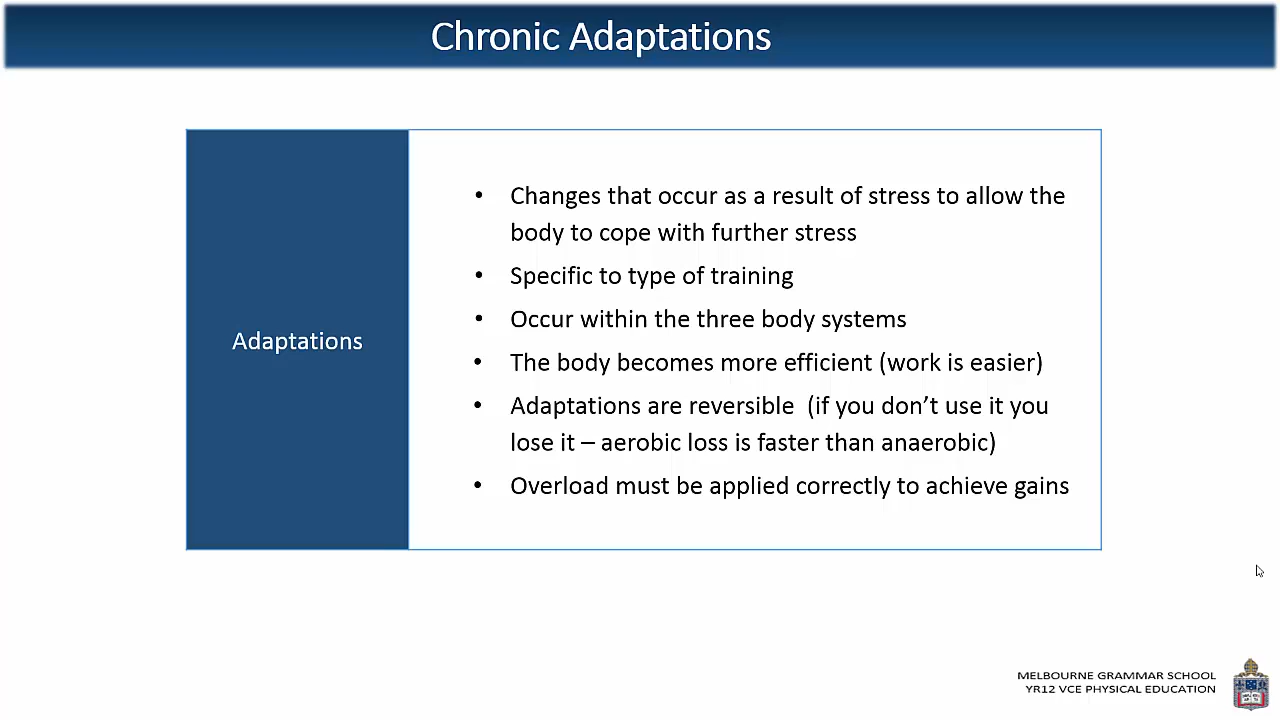 Chronic Adaptations
Adaptations
• Changes that occur as a result of stress to allow the
body to cope with further stress
• Specific to type of training
• Occur within the three body systems
• The body becomes more efficient (work is easier)
• Adaptations are reversible  (if you don’t use it you
lose it – aerobic loss is faster than anaerobic)
• Overload must be applied correctly to achieve gains
MELBOURNE GRAMMAR SCHOOL
YR12 VCE PHYSICAL EDUCATION